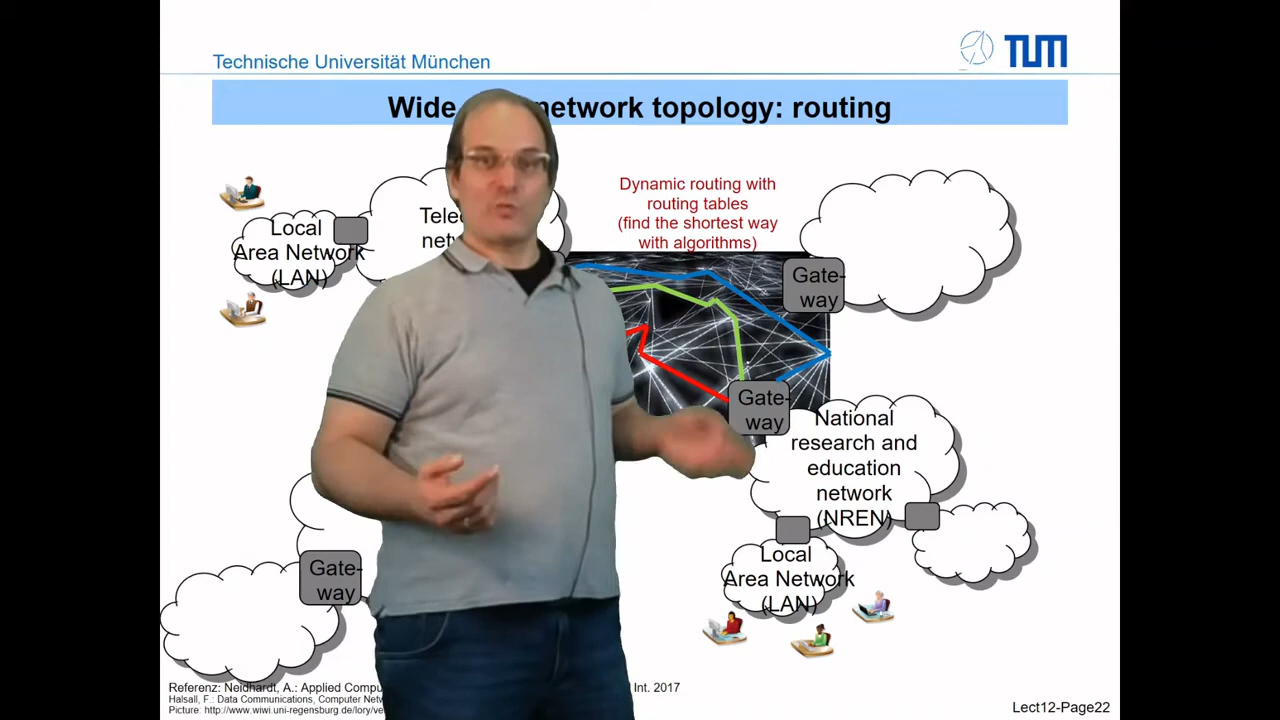 Technische Universität München
TUM
Wide network topology: routing
Dynamic routing with
routing tables
(find the shortest way
with algorithms)
Local
Area Network
(LAN)
Gate-
way
Gate-
way
National
research and
education
network
(NREN)
Local
Area Network
(LAN)
Gate-
way
Referenz: Neidhardt, A.: Applied Int. 2017
Halsall, F.: Data Communications, Computer
Picture: http://www.wiwi.uni-regensburg.de/lory/
Lect12-Page22